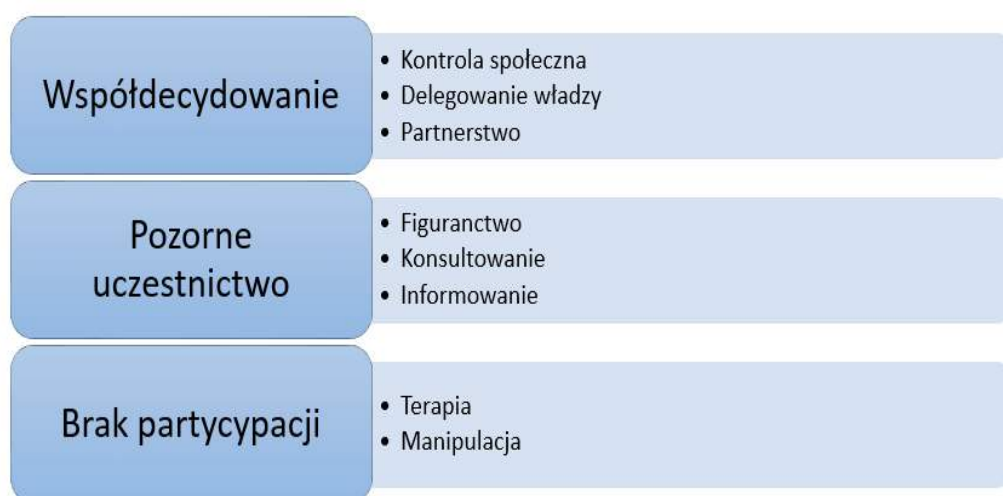 Współdecydowanie
• Kontrola społeczna
• Delegowanie władzy
• Partnerstwo
Pozorne
uczestnictwo
• Figuranctwo
• Konsultowanie
• Informowanie
Brak partycypacji
• Terapia
• Manipulacja